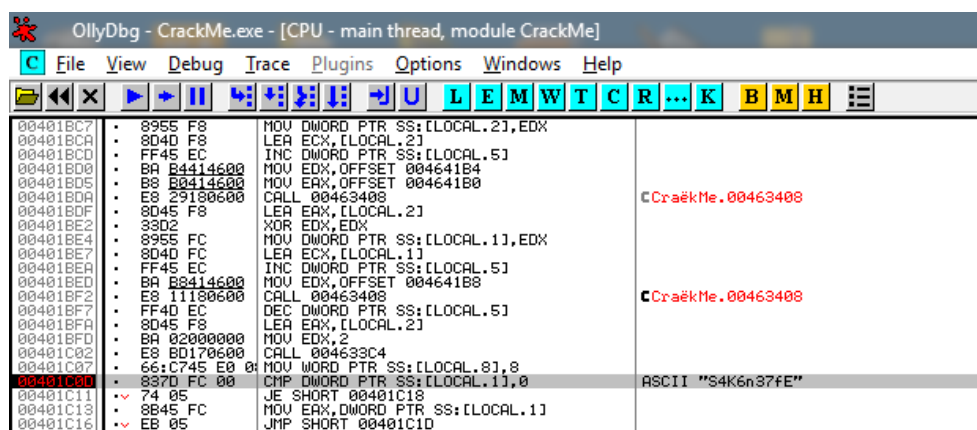 OllyDbg - CrackMe.exe - [CPU - main thread, module CrackMe]
C File View Debug Trace Plugins Options Windows Help
L E M W T C R ... K B M H
00401BC7 · 8955 F8 MOV DWORD PTR SS:[LOCAL.2],EDX
00401BCA · 8D4D F8 LEA ECX,[LOCAL.2]
00401BCD · FF45 EC INC DWORD PTR SS:[LOCAL.5]
00401BD0 · BA B4414600 MOV EDX,OFFSET 004641B4
00401BD5 · B8 B0414600 MOV EAX,OFFSET 004641B0
00401BDA · E8 29180600 CALL 00463408 CCraëkMe.00463408
00401BDF · 8D45 F8 LEA EAX,[LOCAL.2]
00401BE2 · 33D2 XOR EDX,EDX
00401BE4 · 8955 FC MOV DWORD PTR SS:[LOCAL.1],EDX
00401BE7 · 8D4D FC LEA ECX,[LOCAL.1]
00401BEA · FF45 EC INC DWORD PTR SS:[LOCAL.5]
00401BED · BA B8414600 MOV EDX,OFFSET 004641B8
00401BF2 · E8 11180600 CALL 00463408 CCraëkMe.00463408
00401BF7 · FF4D EC DEC DWORD PTR SS:[LOCAL.5]
00401BFA · 8D45 F8 LEA EAX,[LOCAL.2]
00401BFD · BA 02000000 MOV EDX,2
00401C02 · E8 BD170600 CALL 004633C4
00401C07 · 66:C745 E0 0 MOV WORD PTR SS:[LOCAL.8],8
00401C0D · 837D FC 00 CMP DWORD PTR SS:[LOCAL.1],0 ASCII "S4K6n37fE"
00401C11 · 74 05 JE SHORT 00401C18
00401C13 · 8B45 FC MOV EAX,DWORD PTR SS:[LOCAL.1]
00401C16 · EB 05 JMP SHORT 00401C1D